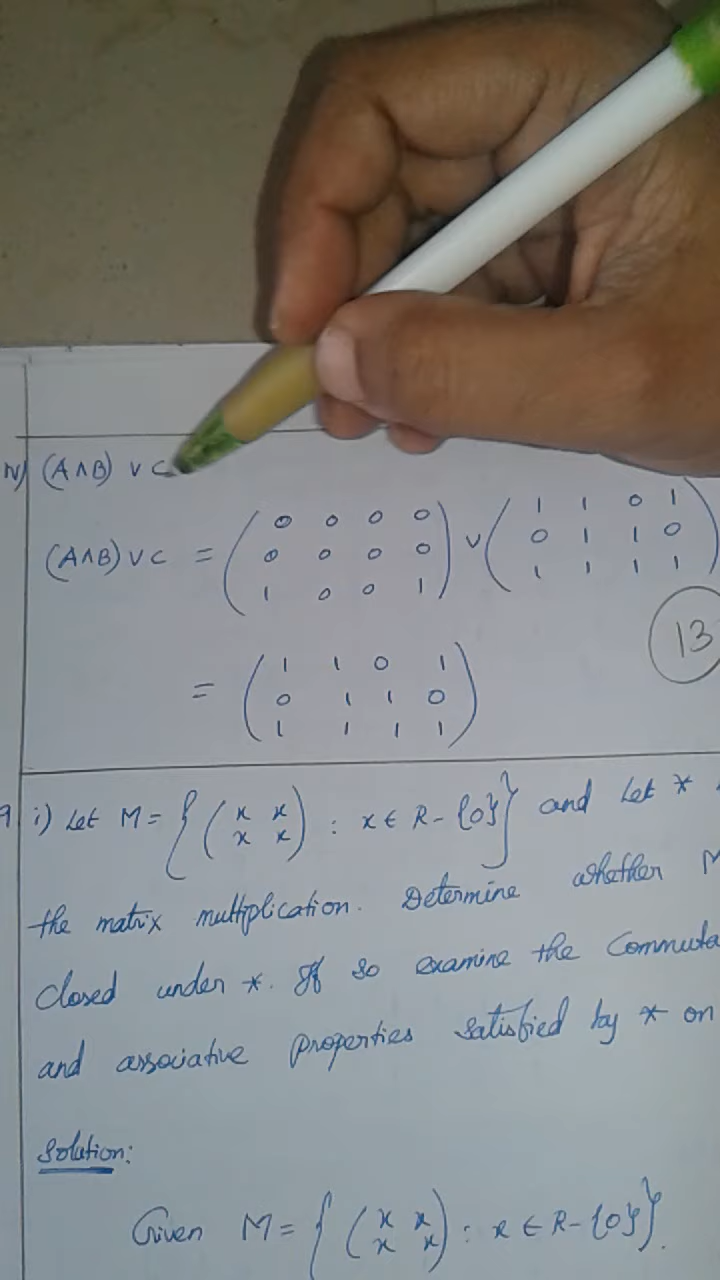 iv) (A∧B) ∨ C
(A∧B) ∨ C = ( 0 0 0 0 ) ∨ ( 1 1 0 1 )
0 0 0 0 0 1 1 0
1 0 0 1 1 1 1 1
13
= ( 1 1 0 1 )
0 1 1 0
1 1 1 1
9 i) Let M = { ( x x ) : x ∈ R - {0} } and let *
x x
the matrix multiplication. Determine whether M
closed under *. If so examine the Commuta
and associative properties satisfied by * on
Solution:
Given M = { ( x x ) : x ∈ R - {0} }.
x x